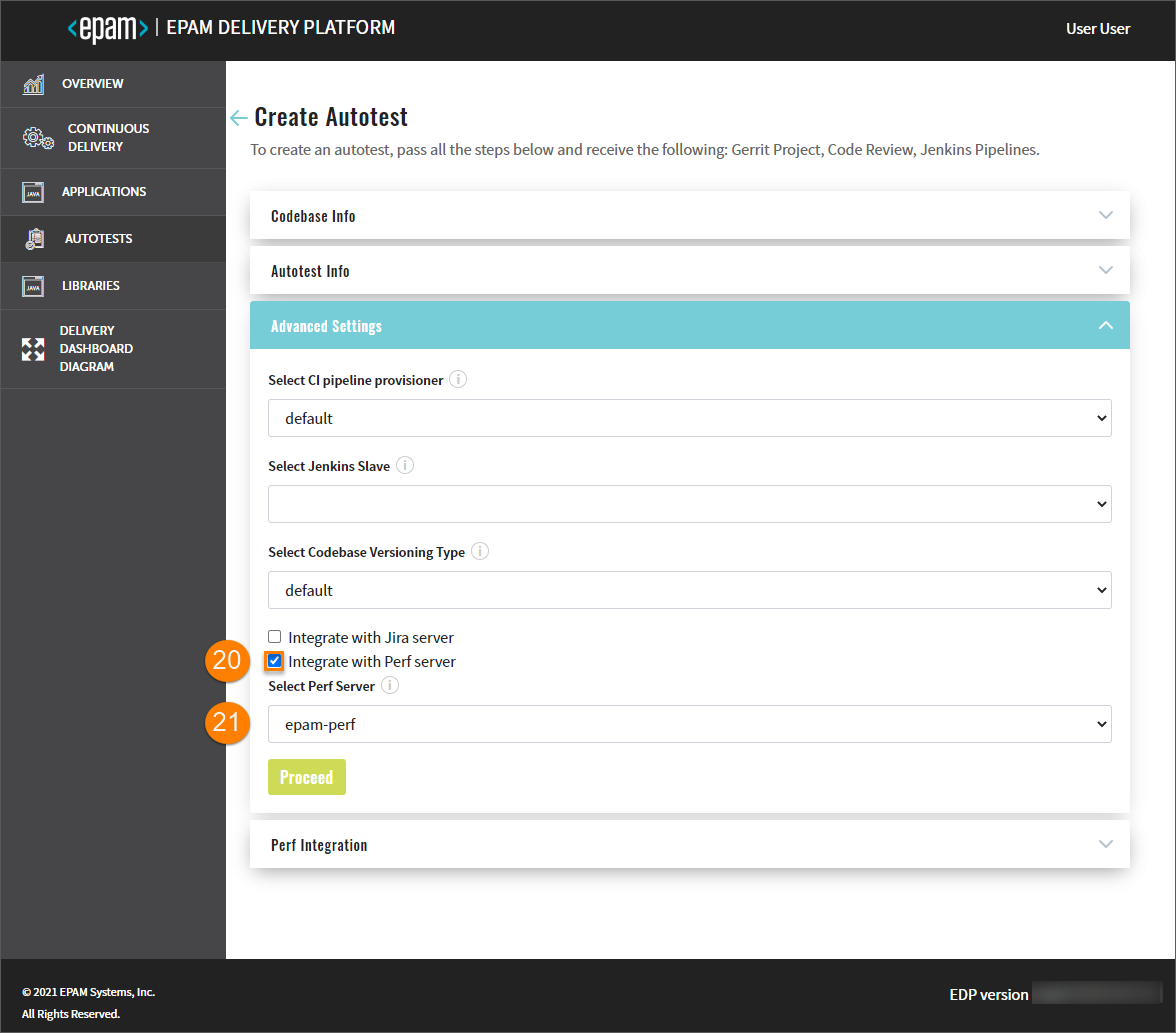 <epam> | EPAM DELIVERY PLATFORM
User User
OVERVIEW
CONTINUOUS
DELIVERY
JAVA
APPLICATIONS
AUTOTESTS
JAVA
LIBRARIES
DELIVERY
DASHBOARD
DIAGRAM
Create Autotest
To create an autotest, pass all the steps below and receive the following: Gerrit Project, Code Review, Jenkins Pipelines.
Codebase Info
Autotest Info
Advanced Settings
Select CI pipeline provisioner i
default
Select Jenkins Slave i
Select Codebase Versioning Type i
default
Integrate with Jira server
20 Integrate with Perf server
Select Perf Server i
21 epam-perf
Proceed
Perf Integration
© 2021 EPAM Systems, Inc.
All Rights Reserved.
EDP version